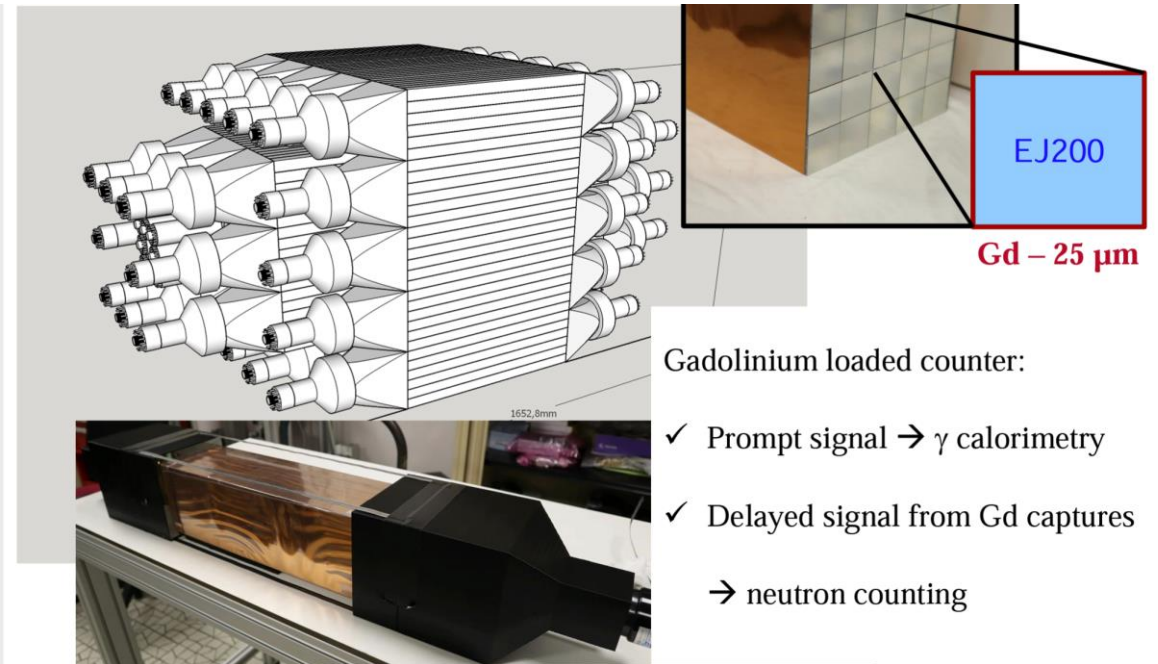 EJ200
Gd – 25 μm
1652,8mm
Gadolinium loaded counter:
✓ Prompt signal → γ calorimetry
✓ Delayed signal from Gd captures
→ neutron counting